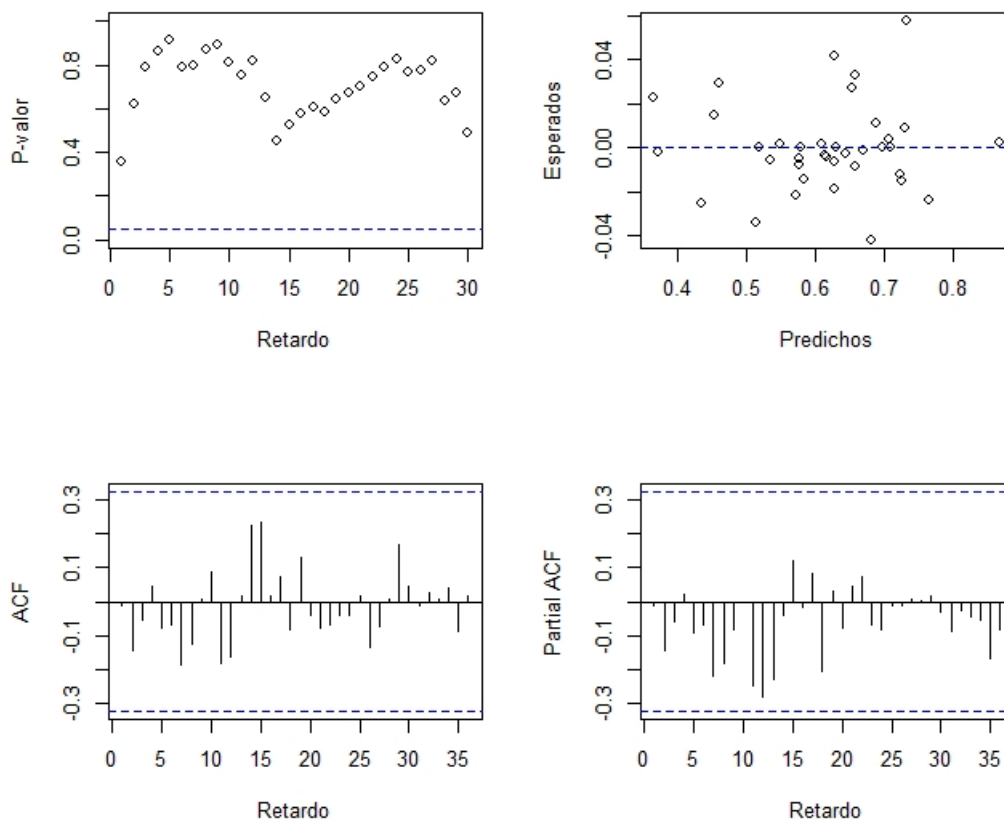 P-valor
0.0 0.4 0.8
0 5 10 15 20 25 30
Retardo
Esperados
-0.04 0.00 0.04
0.4 0.5 0.6 0.7 0.8
Predichos
ACF
-0.3 -0.1 0.1 0.3
0 5 10 15 20 25 30 35
Retardo
Partial ACF
-0.3 -0.1 0.1 0.3
0 5 10 15 20 25 30 35
Retardo